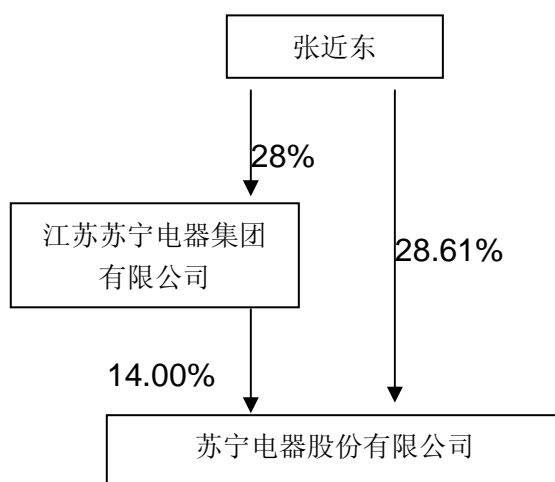 张近东
28%
江苏苏宁电器集团
有限公司
28.61%
14.00%
苏宁电器股份有限公司